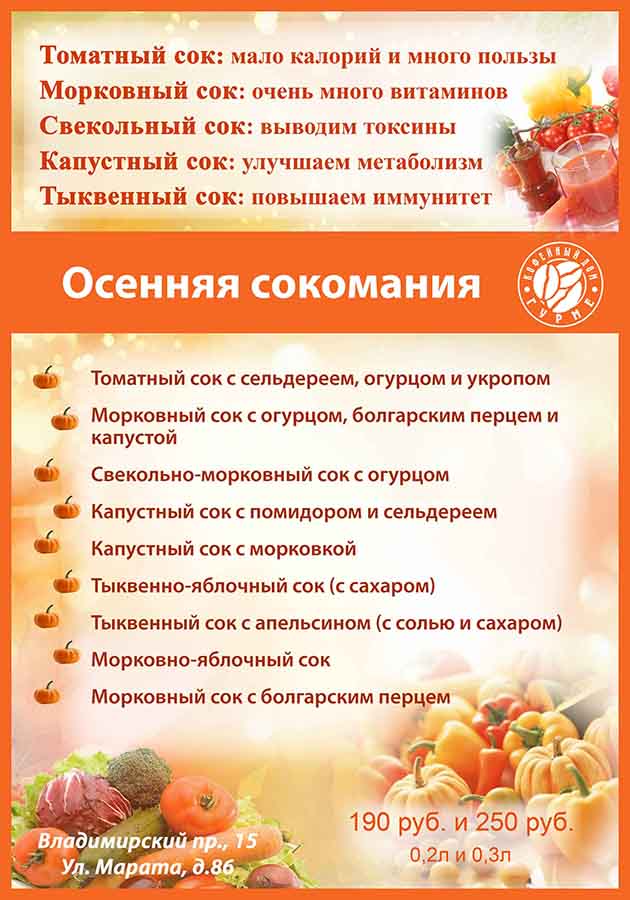 Томатный сок: мало калорий и много пользы
Морковный сок: очень много витаминов
Свекольный сок: выводим токсины
Капустный сок: улучшаем метаболизм
Тыквенный сок: повышаем иммунитет
Осенняя сокомания
КОФЕЙНЫЙ ДОМ
ГУРМЕ
Томатный сок с сельдереем, огурцом и укропом
Морковный сок с огурцом, болгарским перцем и
капустой
Свекольно-морковный сок с огурцом
Капустный сок с помидором и сельдереем
Капустный сок с морковкой
Тыквенно-яблочный сок (с сахаром)
Тыквенный сок с апельсином (с солью и сахаром)
Морковно-яблочный сок
Морковный сок с болгарским перцем
Владимирский пр., 15
Ул. Марата, д.86
190 руб. и 250 руб.
0,2л и 0,3л